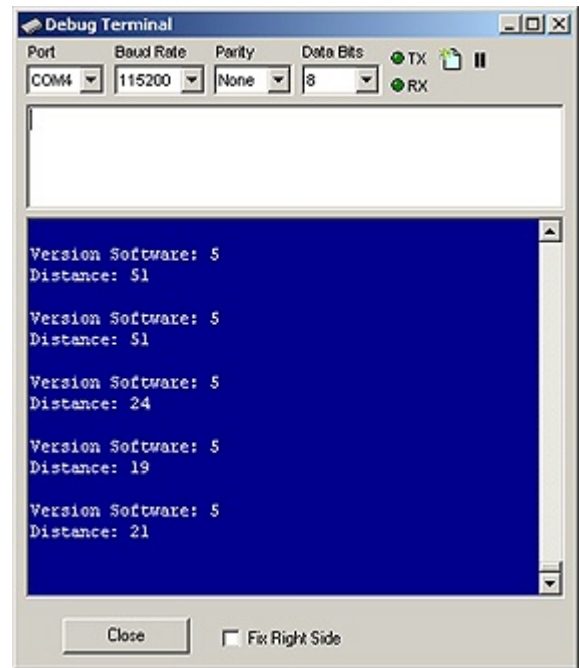 Debug Terminal
Port Baud Rate Parity Data Bits
COM4 115200 None 8
TX
RX
Version Software: 5
Distance: 51
Version Software: 5
Distance: 51
Version Software: 5
Distance: 24
Version Software: 5
Distance: 19
Version Software: 5
Distance: 21
Close Fix Right Side